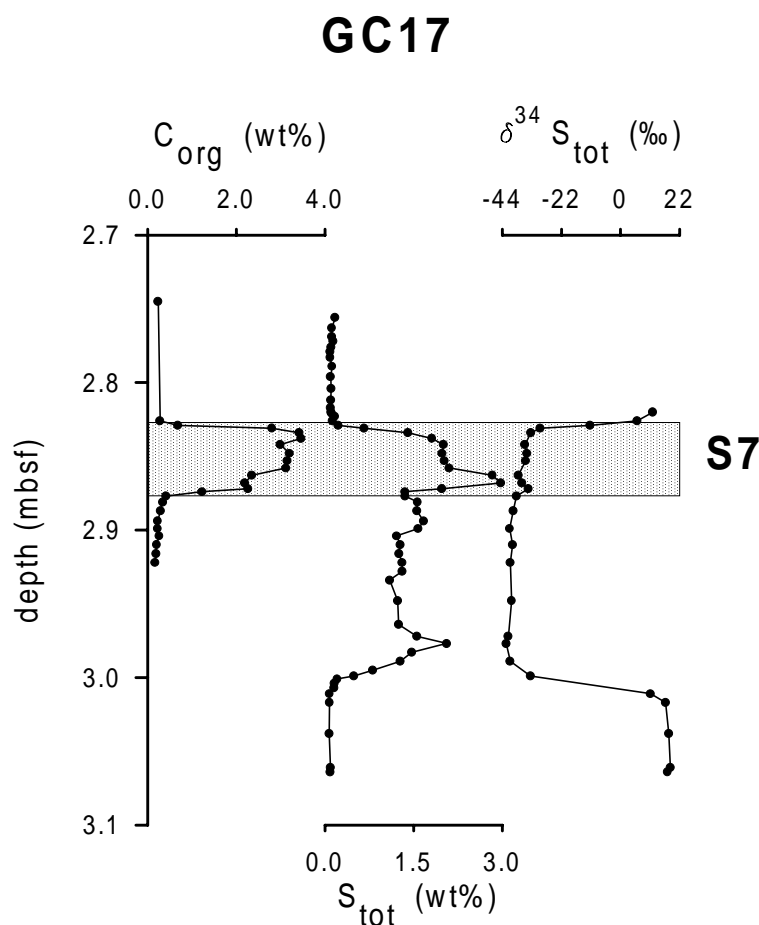 GC17
C_org (wt%) δ³⁴ S_tot (‰)
0.0 2.0 4.0 -44 -22 0 22
2.7
2.8
S7
2.9
depth (mbsf)
3.0
3.1
0.0 1.5 3.0
S_tot (wt%)